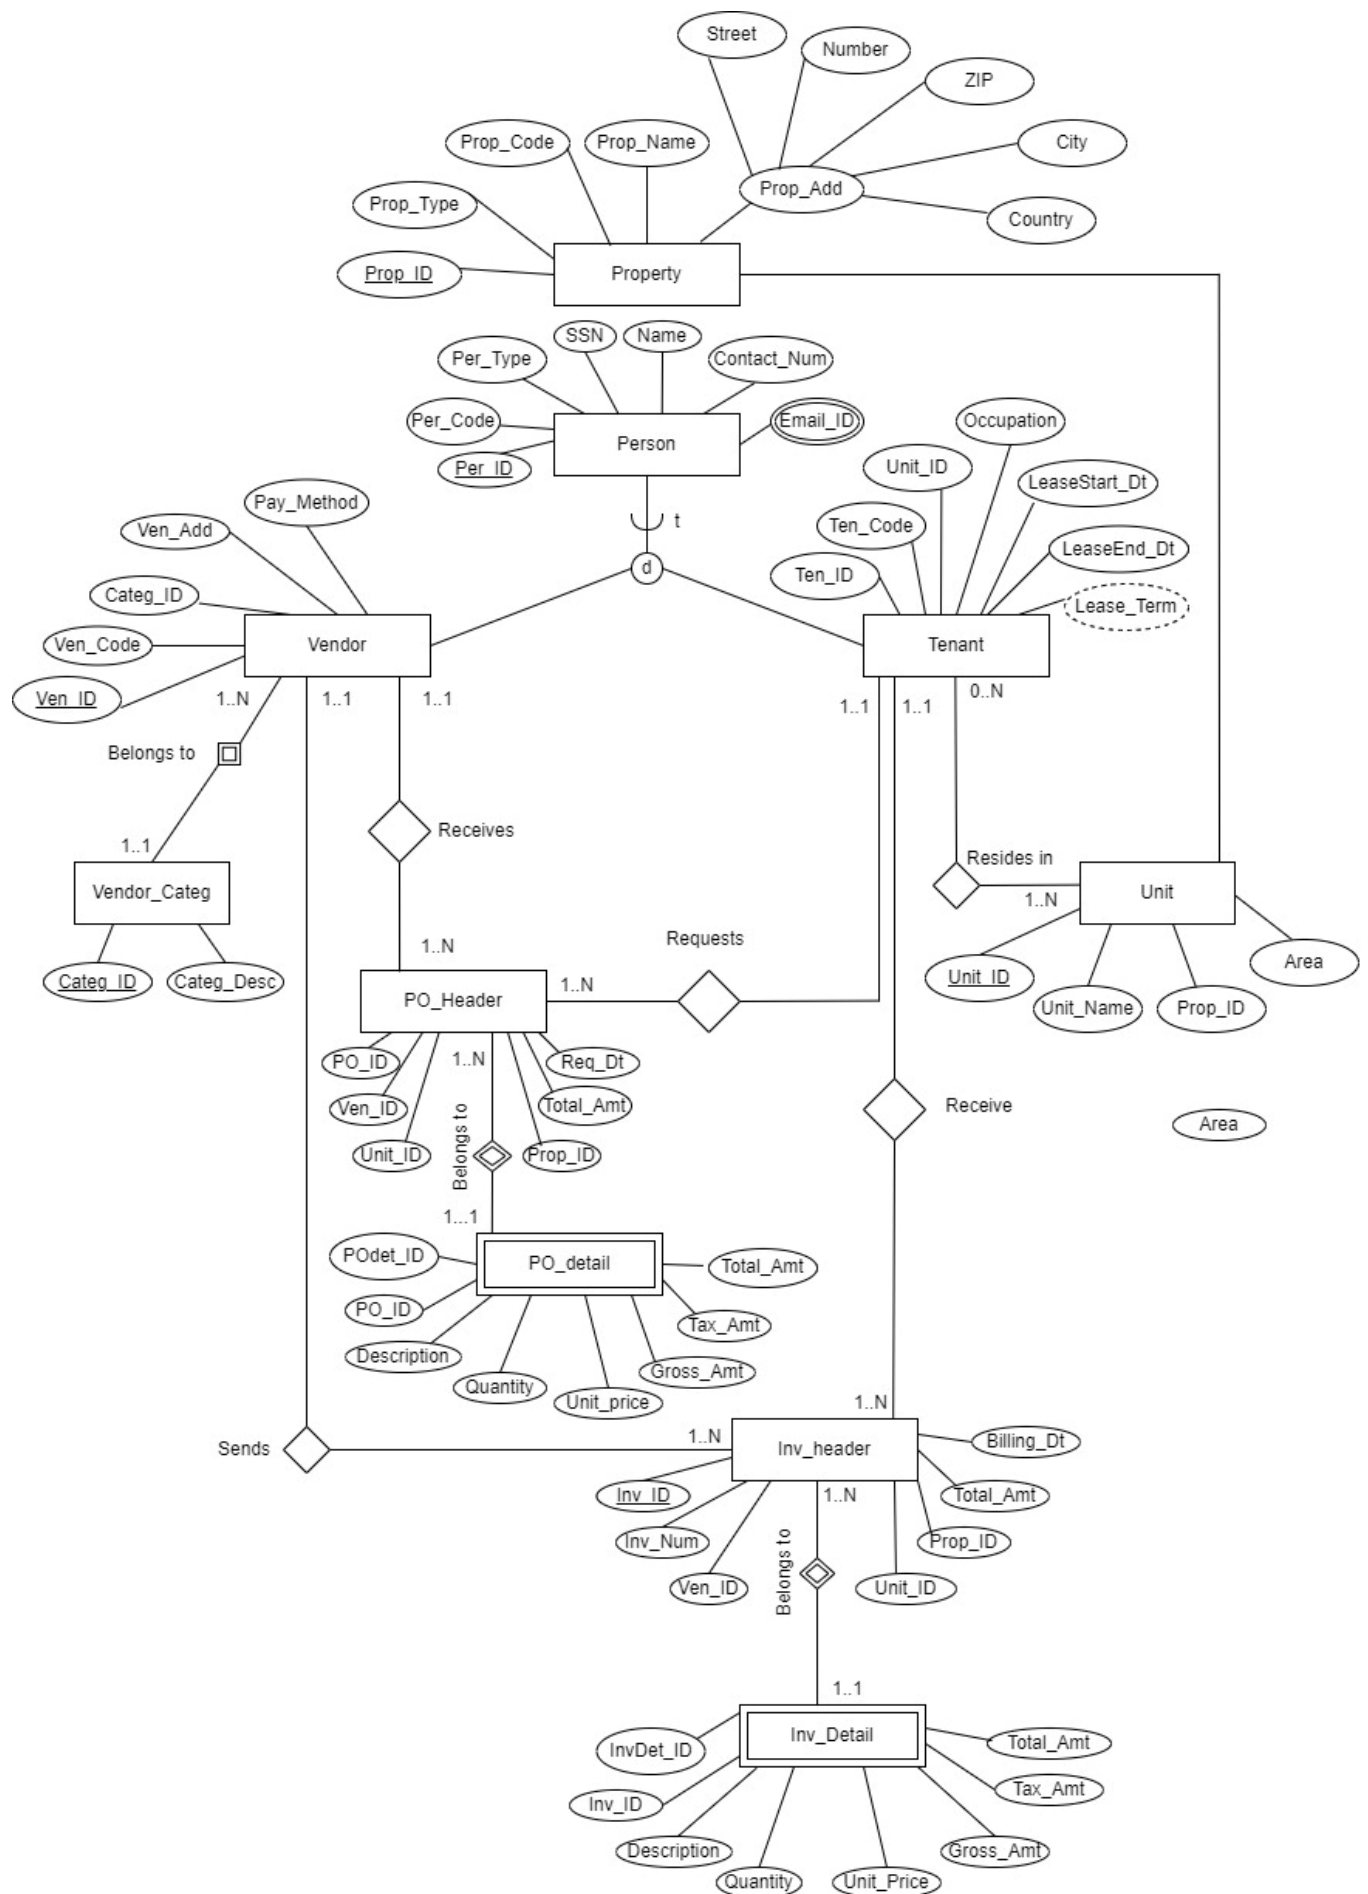 Street
Number
ZIP
Prop_Code
Prop_Name
City
Prop_Add
Prop_Type
Country
Prop_ID
Property
SSN
Name
Per_Type
Contact_Num
Per_Code
Email_ID
Occupation
Person
Per_ID
Unit_ID
LeaseStart_Dt
Pay_Method
t
Ven_Add
Ten_Code
LeaseEnd_Dt
d
Ten_ID
Categ_ID
Lease_Term
Ven_Code
Vendor
Tenant
Ven_ID
1..N
1..1
1..1
1..1
1..1
0..N
Belongs to
Receives
1..1
Resides in
Vendor_Categ
Unit
1..N
Requests
1..N
Area
Categ_ID
Categ_Desc
1..N
Unit_ID
PO_Header
Unit_Name
Prop_ID
PO_ID
1..N
Req_Dt
Ven_ID
Total_Amt
Receive
Area
Belongs to
Unit_ID
Prop_ID
1...1
POdet_ID
PO_detail
Total_Amt
PO_ID
Tax_Amt
Description
Gross_Amt
Quantity
Unit_price
1..N
Sends
1..N
Inv_header
Billing_Dt
Inv_ID
1..N
Total_Amt
Inv_Num
Prop_ID
Belongs to
Ven_ID
Unit_ID
1..1
InvDet_ID
Inv_Detail
Total_Amt
Tax_Amt
Inv_ID
Description
Gross_Amt
Quantity
Unit_Price